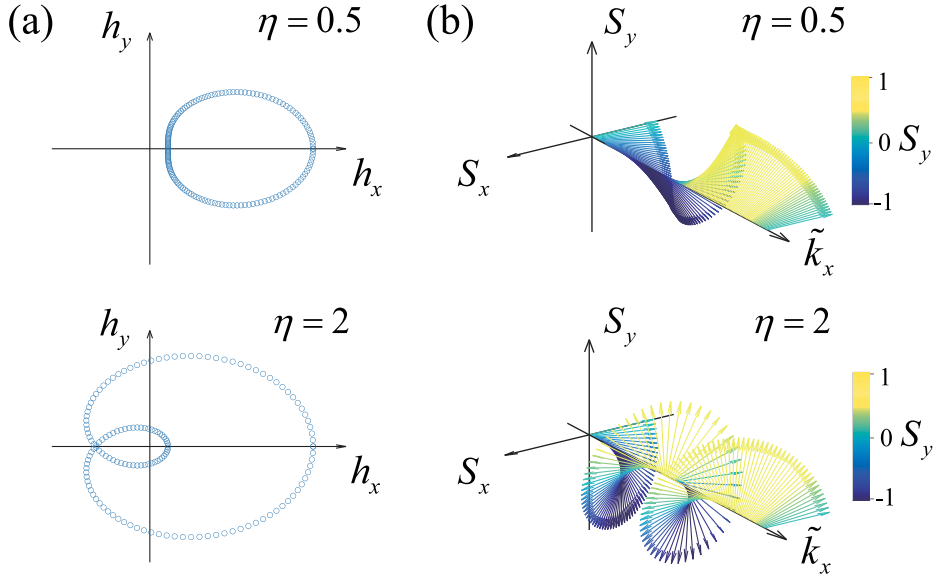 (a)
h_y
η = 0.5
h_x
(b)
S_y
η = 0.5
S_x
k̃_x
1
0
-1
S_y
h_y
η = 2
h_x
S_y
η = 2
S_x
k̃_x
1
0
-1
S_y